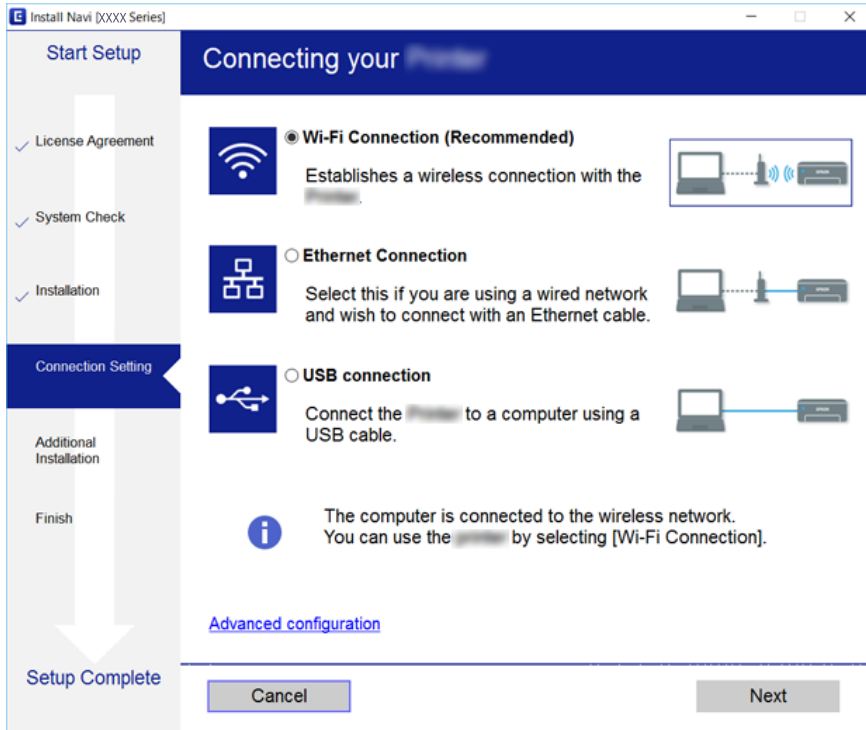 Install Navi [XXXX Series]
Start Setup
License Agreement
System Check
Installation
Connection Setting
Additional
Installation
Finish
Setup Complete
Connecting your
Wi-Fi Connection (Recommended)
Establishes a wireless connection with the
.
Ethernet Connection
Select this if you are using a wired network
and wish to connect with an Ethernet cable.
USB connection
Connect the to a computer using a
USB cable.
The computer is connected to the wireless network.
You can use the by selecting [Wi-Fi Connection].
Advanced configuration
Cancel
Next